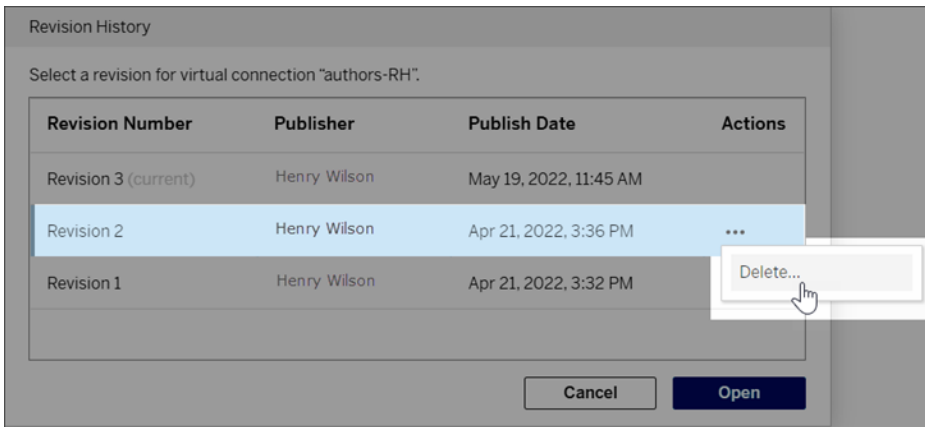 Revision History
Select a revision for virtual connection “authors-RH”.
Revision Number Publisher Publish Date Actions
Revision 3 (current) Henry Wilson May 19, 2022, 11:45 AM
Revision 2 Henry Wilson Apr 21, 2022, 3:36 PM •••
Delete...
Revision 1 Henry Wilson Apr 21, 2022, 3:32 PM
Cancel Open